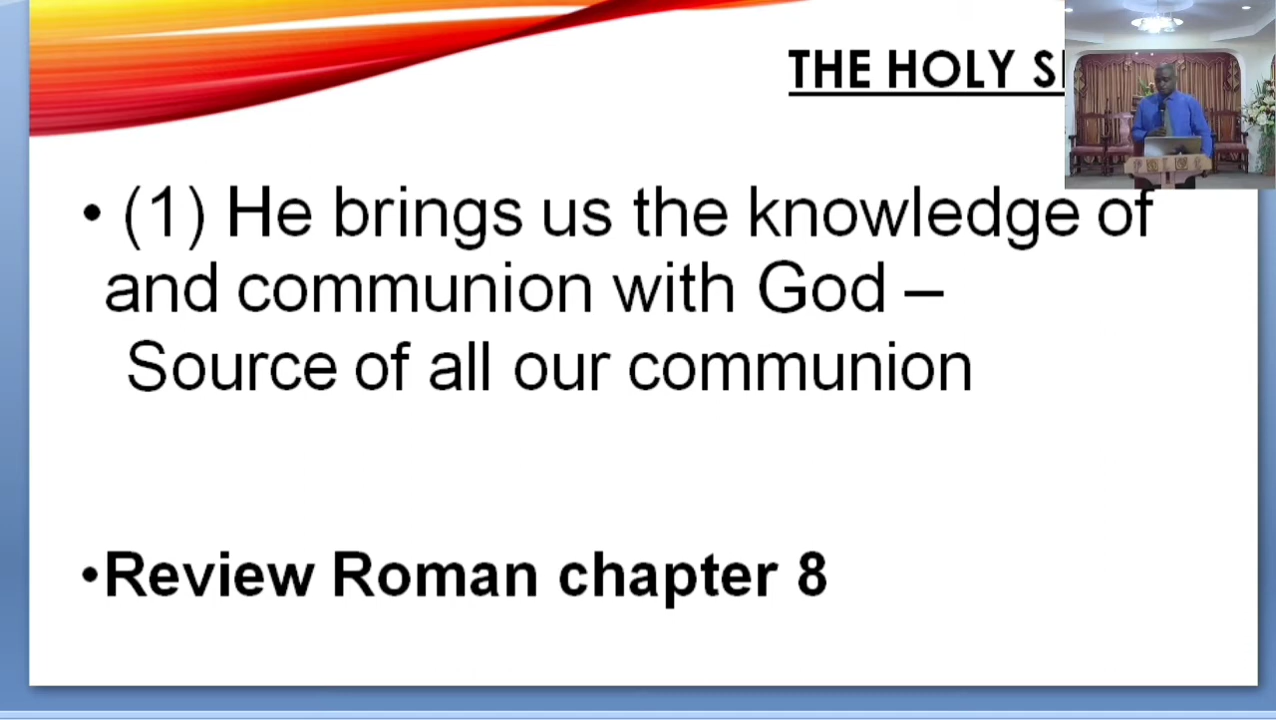 THE HOLY
• (1) He brings us the knowledge of
and communion with God –
Source of all our communion
•Review Roman chapter 8